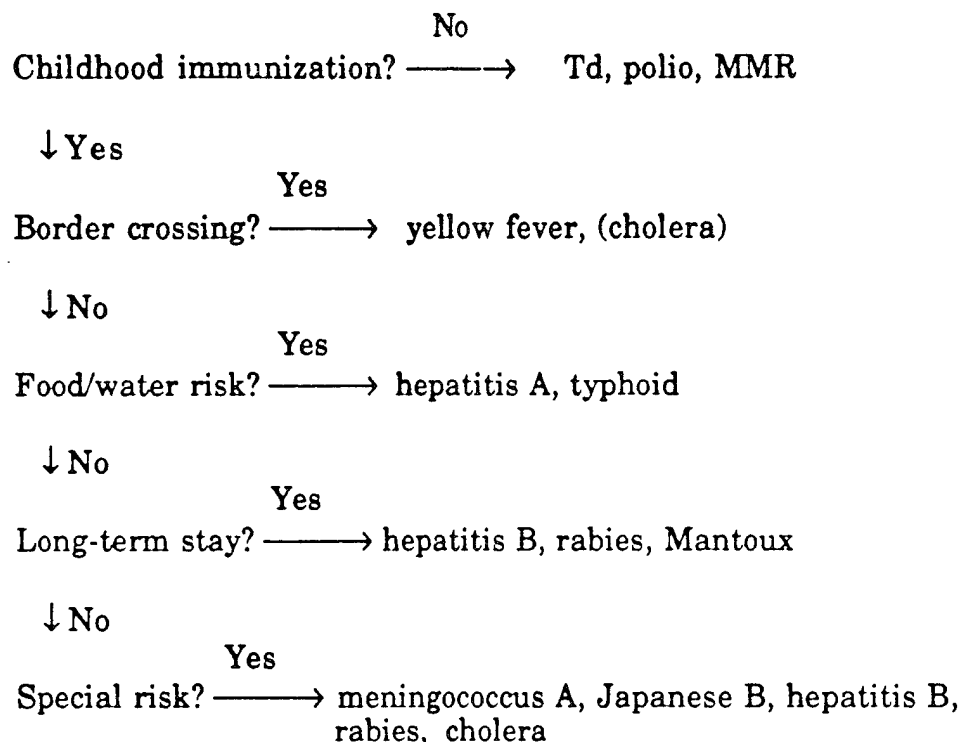 No
Childhood immunization? ⟶ Td, polio, MMR
↓ Yes
Yes
Border crossing? ⟶ yellow fever, (cholera)
↓ No
Yes
Food/water risk? ⟶ hepatitis A, typhoid
↓ No
Yes
Long-term stay? ⟶ hepatitis B, rabies, Mantoux
↓ No
Yes
Special risk? ⟶ meningococcus A, Japanese B, hepatitis B,
rabies, cholera